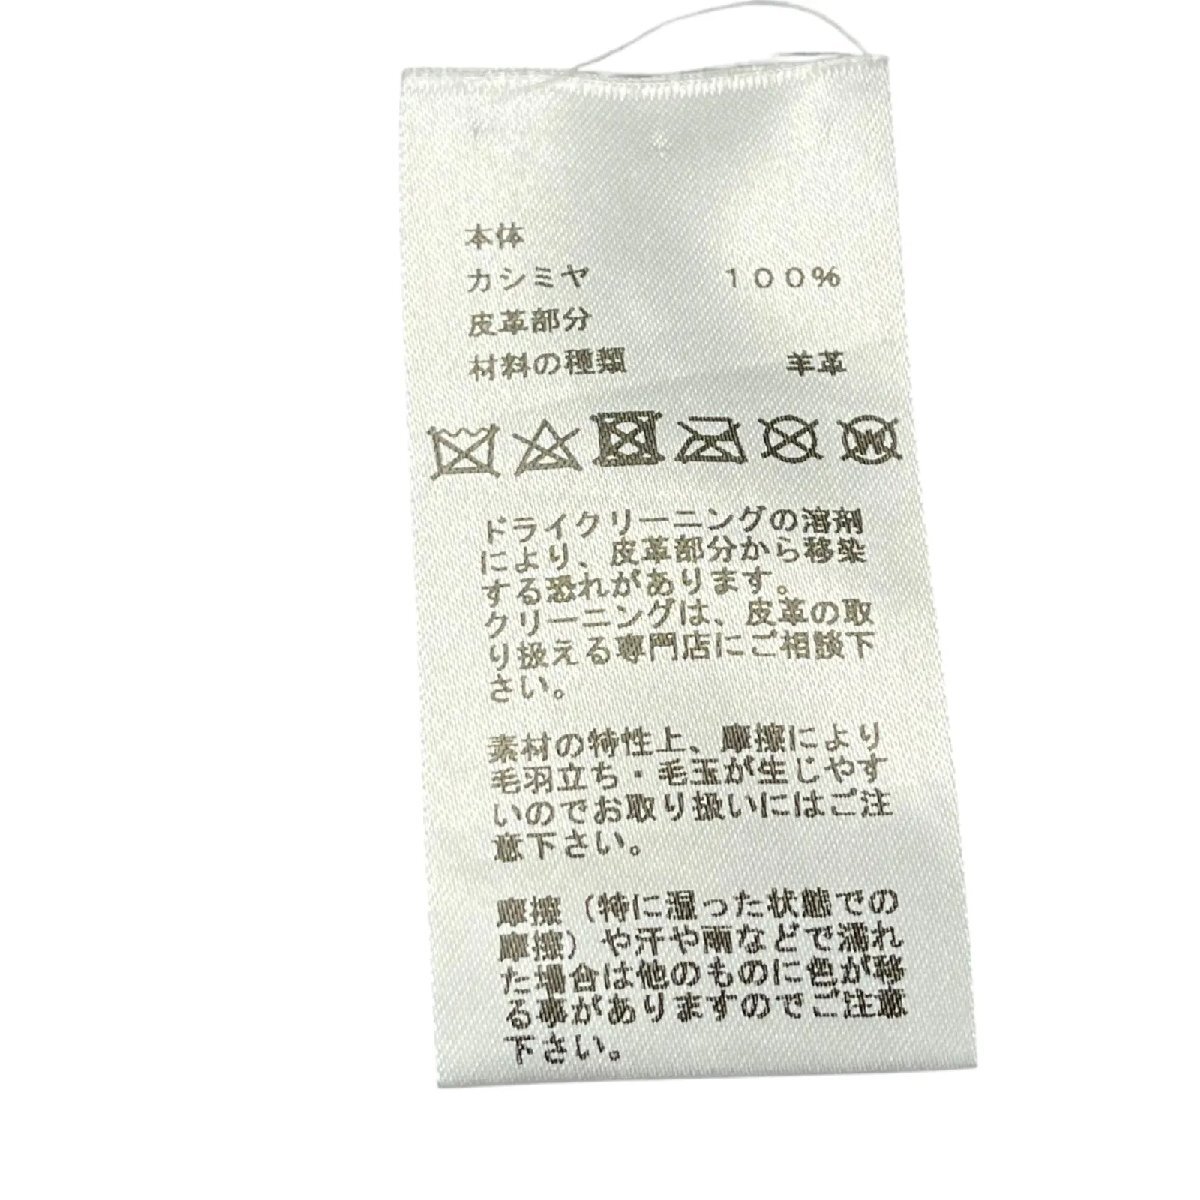 本体
カシミヤ １００％
皮革部分
材料の種類 羊革
W
ドライクリーニングの溶剤
により、皮革部分から移染
する恐れがあります。
クリーニングは、皮革の取
り扱える専門店にご相談下
さい。
素材の特性上、摩擦により
毛羽立ち・毛玉が生じやす
いのでお取り扱いにはご注
意下さい。
摩擦（特に湿った状態での
摩擦）や汗や雨などで濡れ
た場合は他のものに色が移
る事がありますのでご注意
下さい。